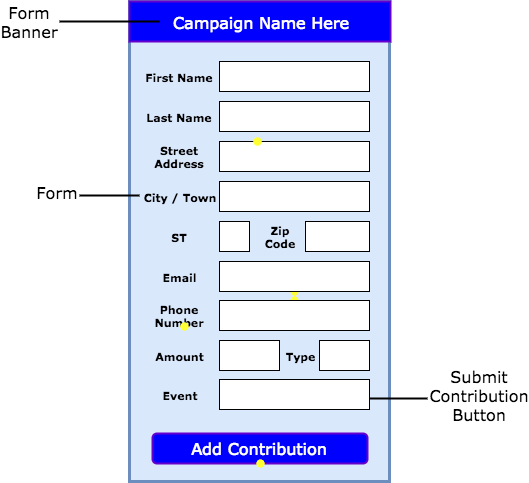 Form
Banner
Campaign Name Here
First Name
Last Name
Street
Address
Form
City / Town
ST
Zip
Code
Email
Phone
Number
Amount
Type
Event
Submit
Contribution
Button
Add Contribution